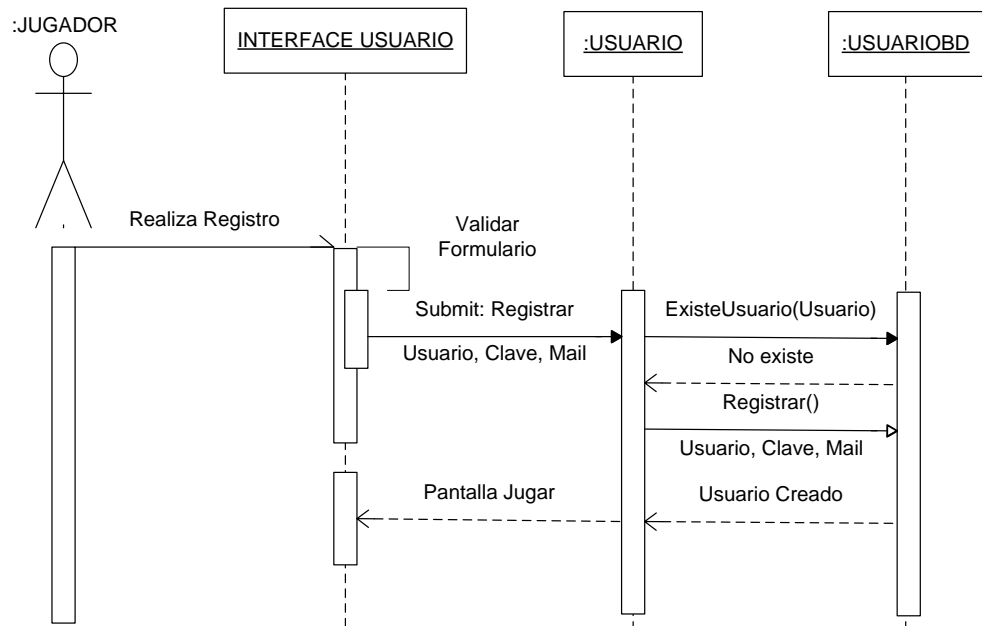 :JUGADOR
INTERFACE USUARIO
:USUARIO
:USUARIOBD
Realiza Registro
Validar
Formulario
Submit: Registrar
Usuario, Clave, Mail
ExisteUsuario(Usuario)
No existe
Registrar()
Usuario, Clave, Mail
Pantalla Jugar
Usuario Creado